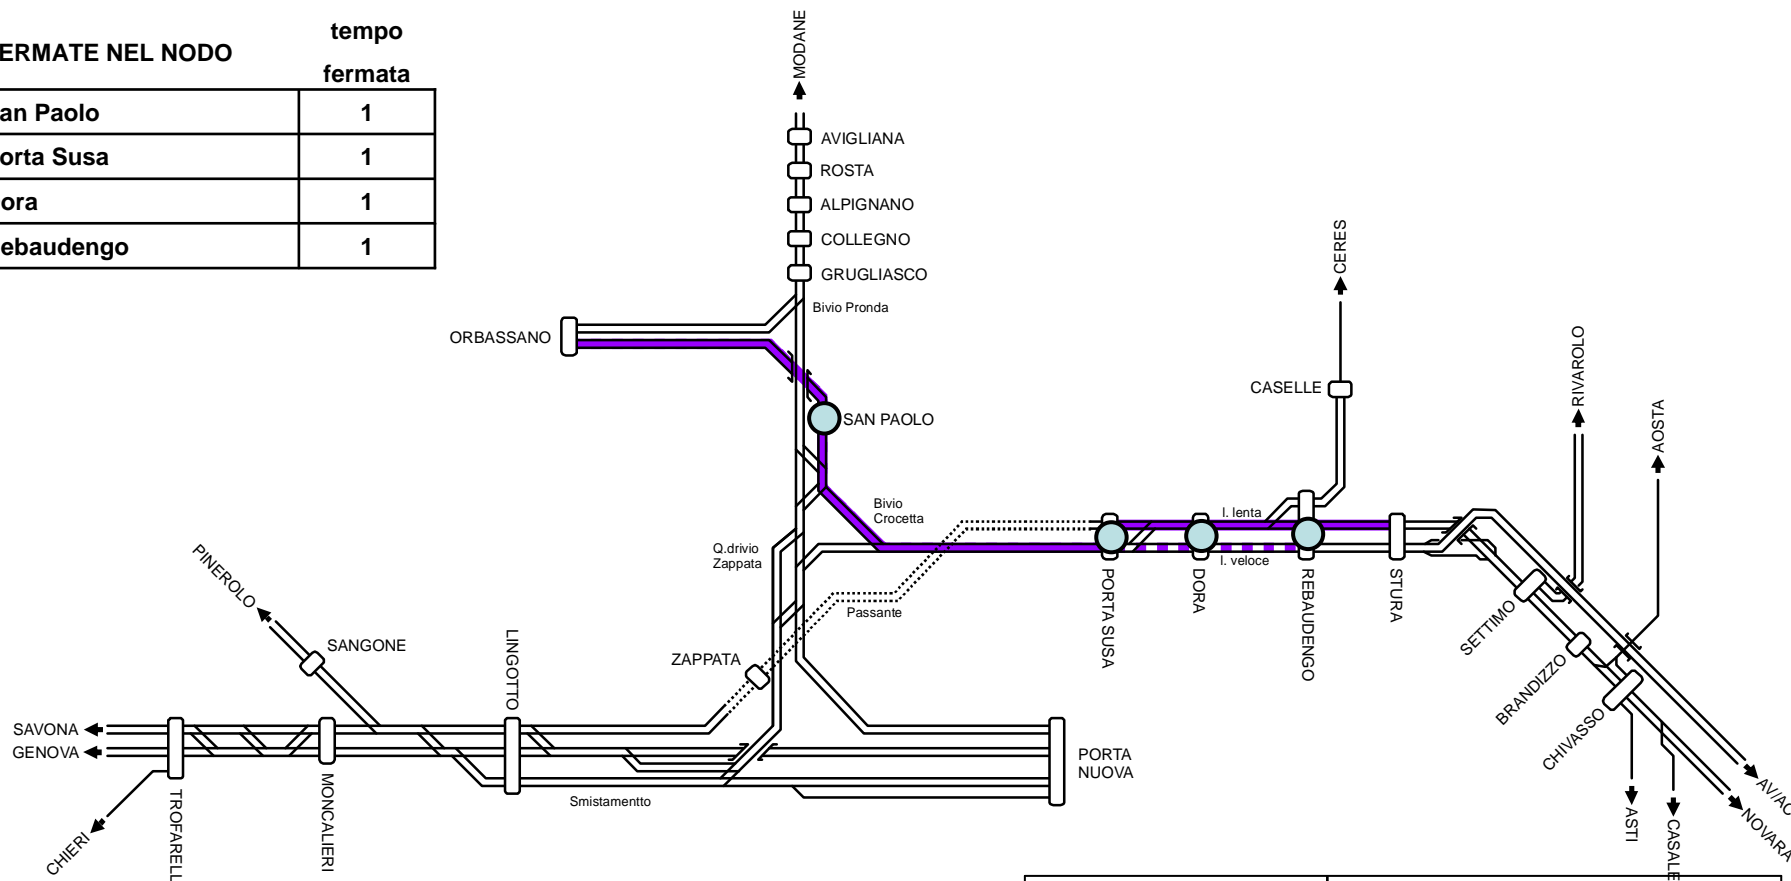 tempo
fermata
ERMATE NEL NODO
an Paolo 1
orta Susa 1
ora 1
ebaudengo 1
MODANE
AVIGLIANA
ROSTA
ALPIGNANO
COLLEGNO
GRUGLIASCO
Bivio Pronda
ORBASSANO
SAN PAOLO
CERES
CASELLE
RIVAROLO
AOSTA
Bivio
Crocetta
l. lenta
l. veloce
Q.drivio
Zappata
Passante
PORTA SUSA
DORA
REBAUDENGO
STURA
SETTIMO
BRANDIZZO
CHIVASSO
PINEROLO
SANGONE
LINGOTTO
ZAPPATA
SAVONA
GENOVA
PORTA
NUOVA
Smistamentto
CHIERI
TROFARELL
MONCALIERI
ASTI
CASALE
NOVARA
AV/AC